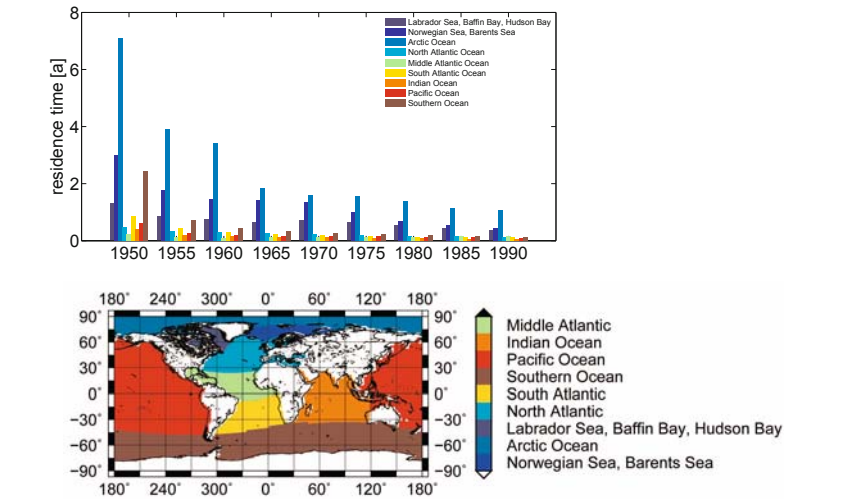 8
6
4
2
0
residence time [a]
Labrador Sea, Baffin Bay, Hudson Bay
Norwegian Sea, Barents Sea
Arctic Ocean
North Atlantic Ocean
Middle Atlantic Ocean
South Atlantic Ocean
Indian Ocean
Pacific Ocean
Southern Ocean
1950 1955 1960 1965 1970 1975 1980 1985 1990
180˚ 240˚ 300˚ 0˚ 60˚ 120˚ 180˚
90˚ 90˚
60˚ 60˚
30˚ 30˚
0˚ 0˚
−30˚ −30˚
−60˚ −60˚
−90˚ −90˚
180˚ 240˚ 300˚ 0˚ 60˚ 120˚ 180˚
Middle Atlantic
Indian Ocean
Pacific Ocean
Southern Ocean
South Atlantic
North Atlantic
Labrador Sea, Baffin Bay, Hudson Bay
Arctic Ocean
Norwegian Sea, Barents Sea